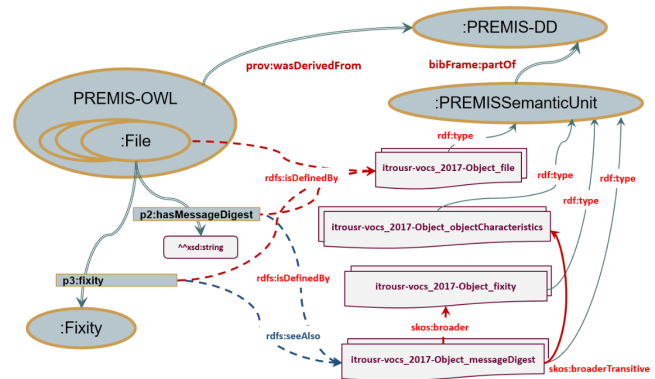 :PREMIS-DD
prov:wasDerivedFrom
bibFrame:partOf
PREMIS-OWL
:PREMISSemanticUnit
:File
rdf:type
itrousr-vocs_2017-Object_file
rdf:type
rdf:type
rdfs:isDefinedBy
rdf:type
p2:hasMessageDigest
itrousr-vocs_2017-Object_objectCharacteristics
^^xsd:string
rdfs:isDefinedBy
p3:fixity
itrousr-vocs_2017-Object_fixity
:Fixity
skos:broader
rdfs:seeAlso
itrousr-vocs_2017-Object_messageDigest
skos:broaderTransitive